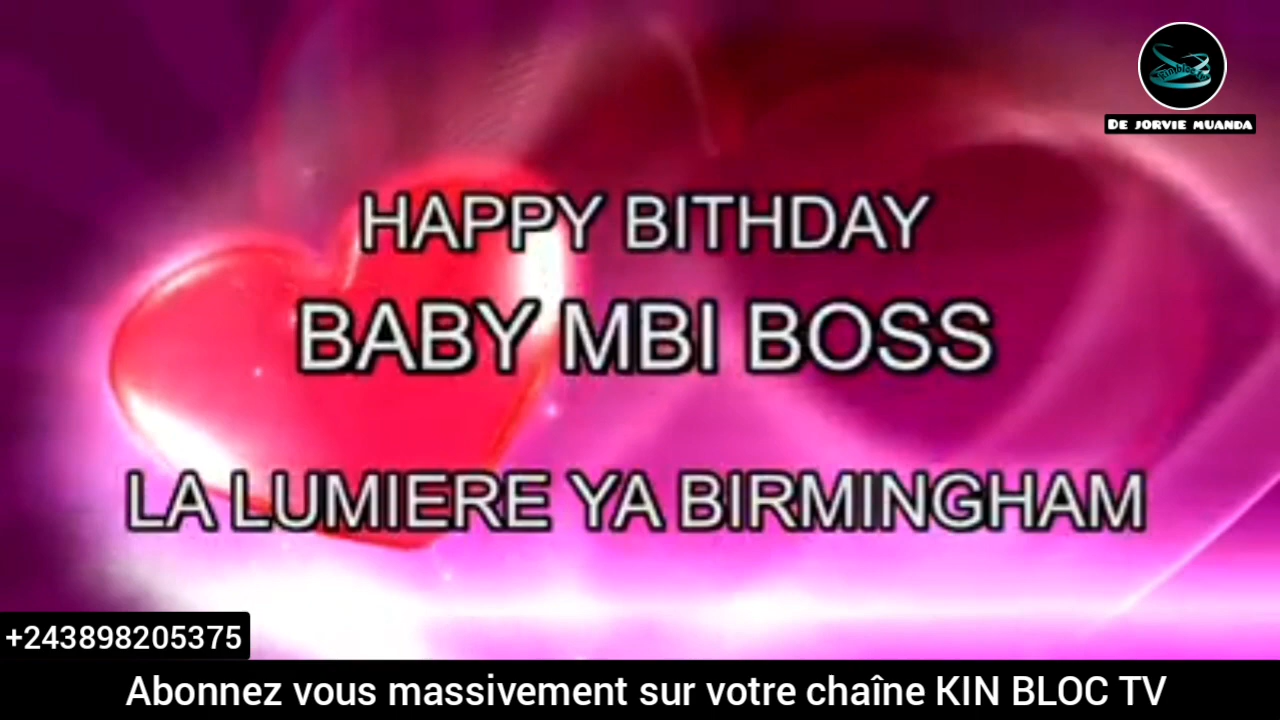 DE JORVIE MUANDA
HAPPY BITHDAY
BABY MBI BOSS
LA LUMIERE YA BIRMINGHAM
+243898205375
Abonnez vous massivement sur votre chaîne KIN BLOC TV